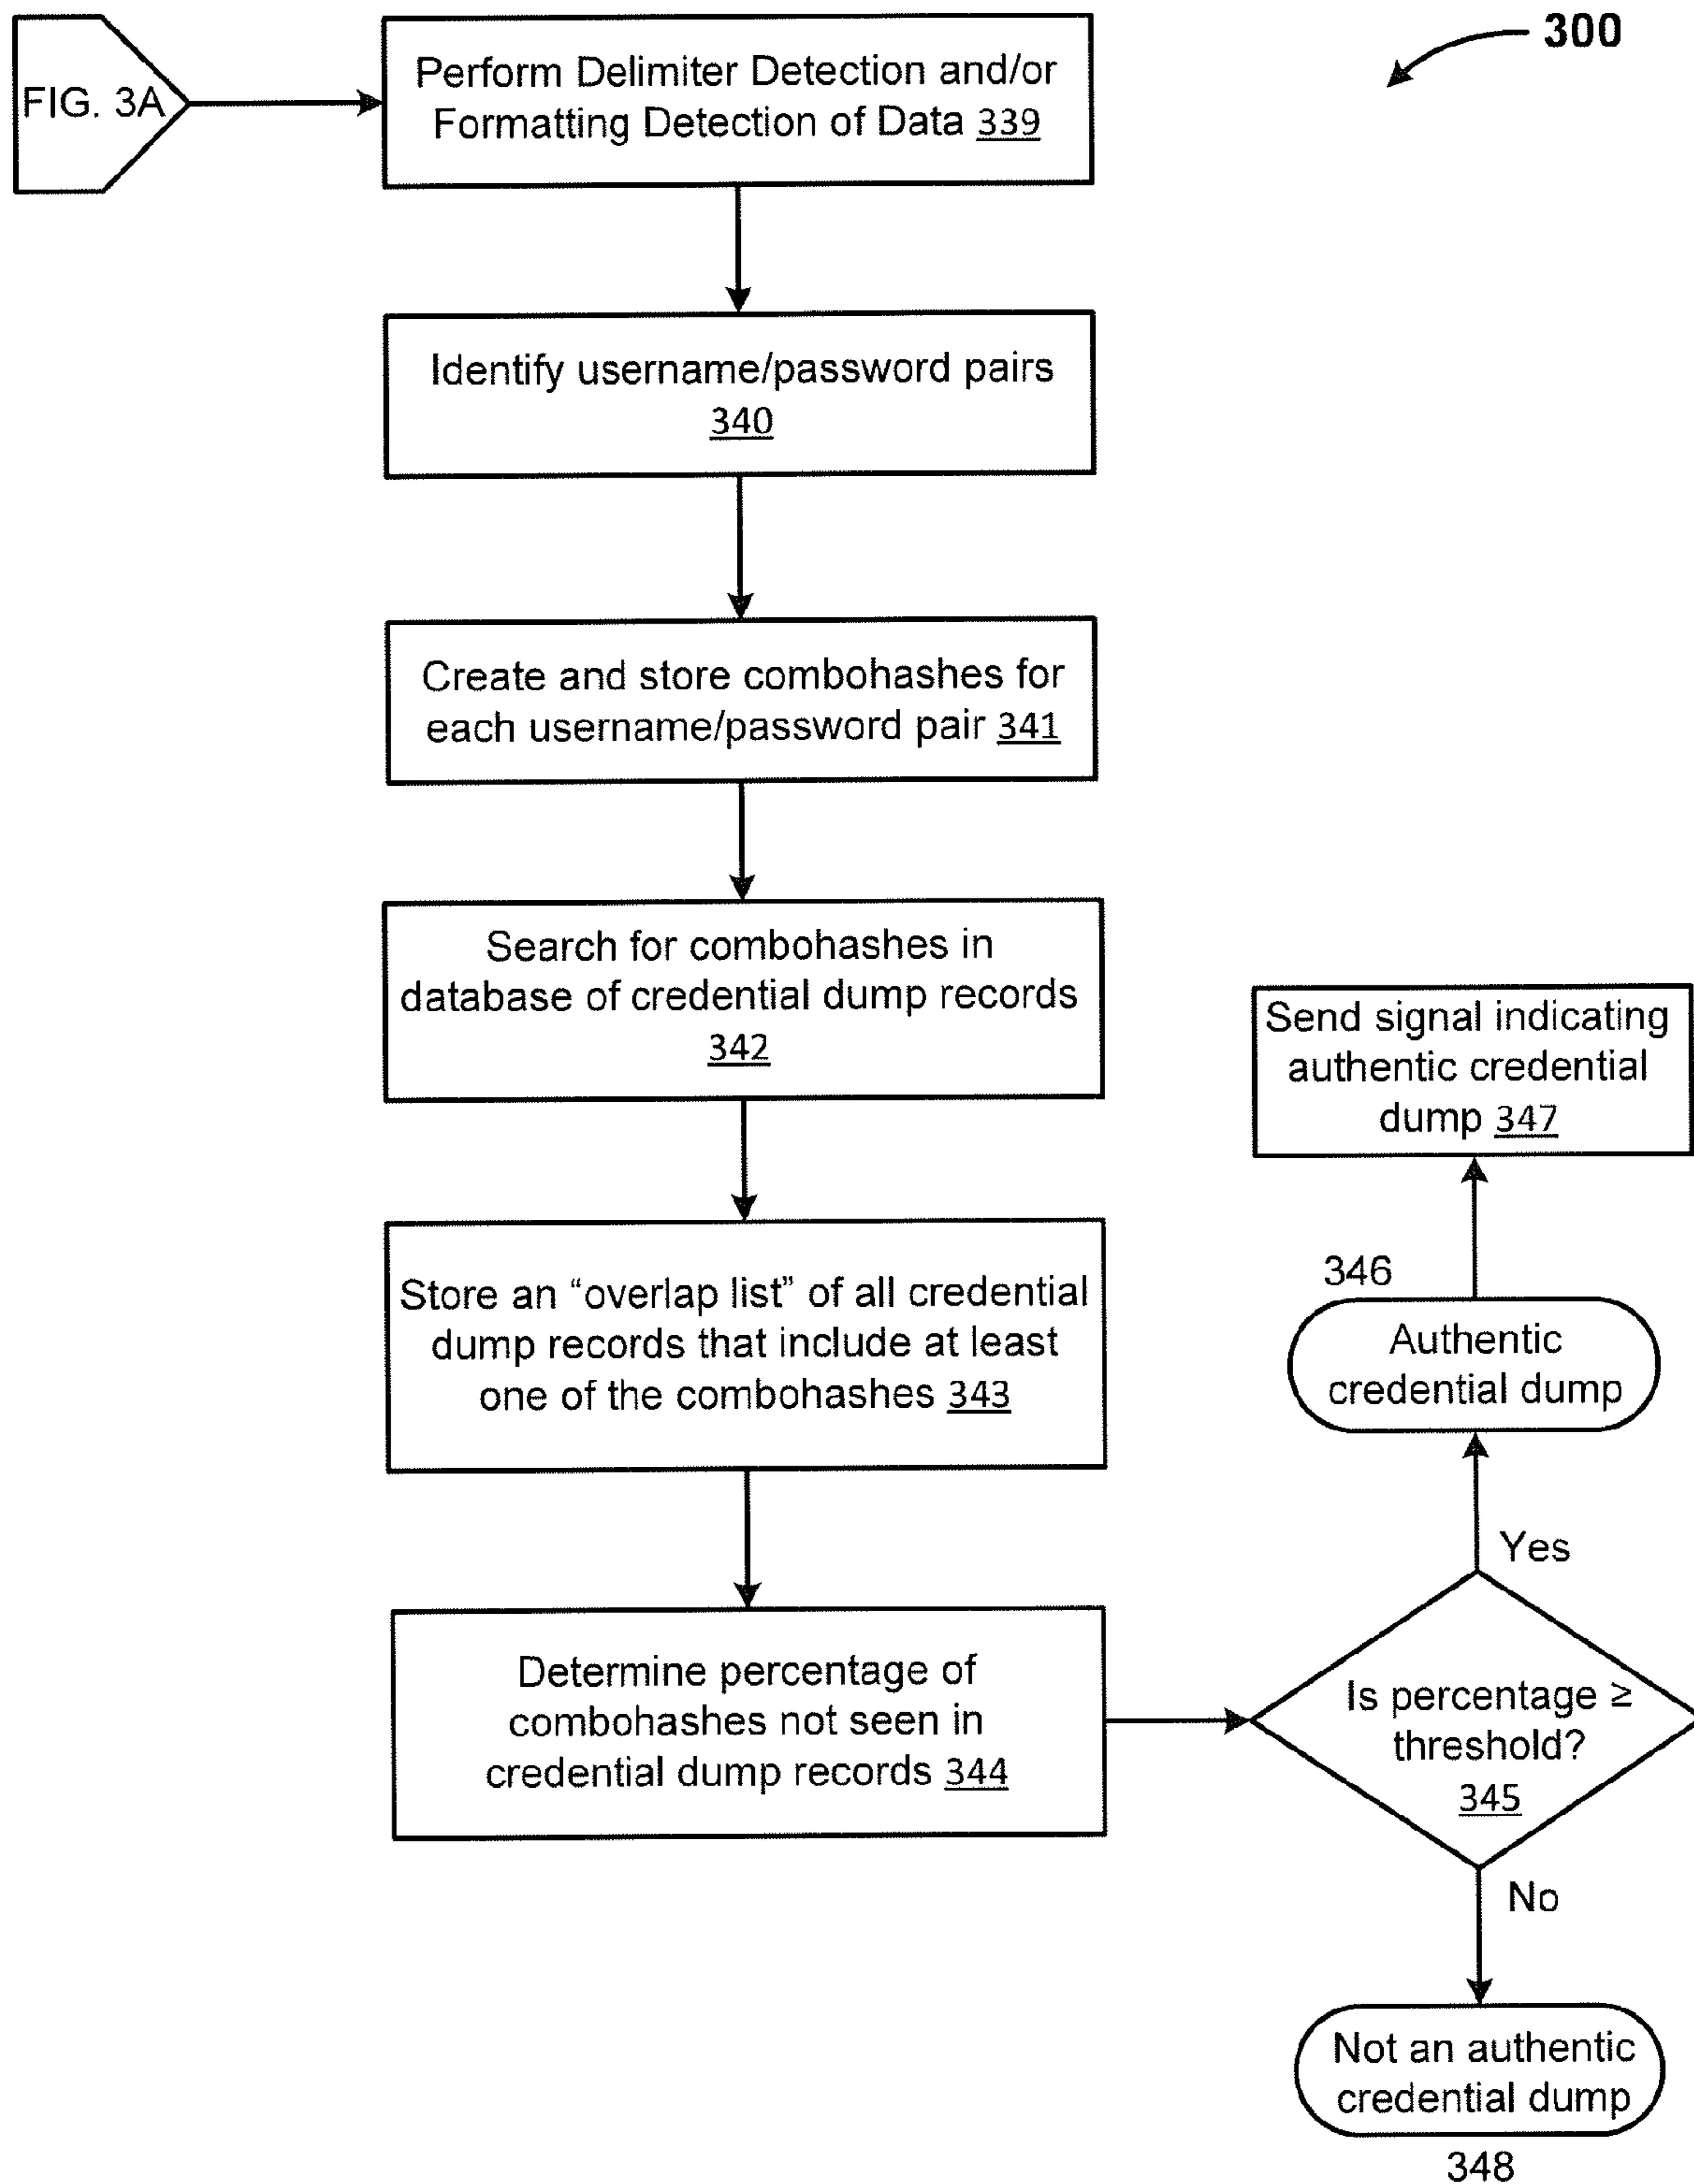 300
FIG. 3A
Perform Delimiter Detection and/or
Formatting Detection of Data 339
Identify username/password pairs
340
Create and store combohashes for
each username/password pair 341
Search for combohashes in
database of credential dump records
342
Store an “overlap list” of all credential
dump records that include at least
one of the combohashes 343
Determine percentage of
combohashes not seen in
credential dump records 344
Is percentage ≥
threshold?
345
Yes
346
Authentic
credential dump
Send signal indicating
authentic credential
dump 347
No
Not an authentic
credential dump
348